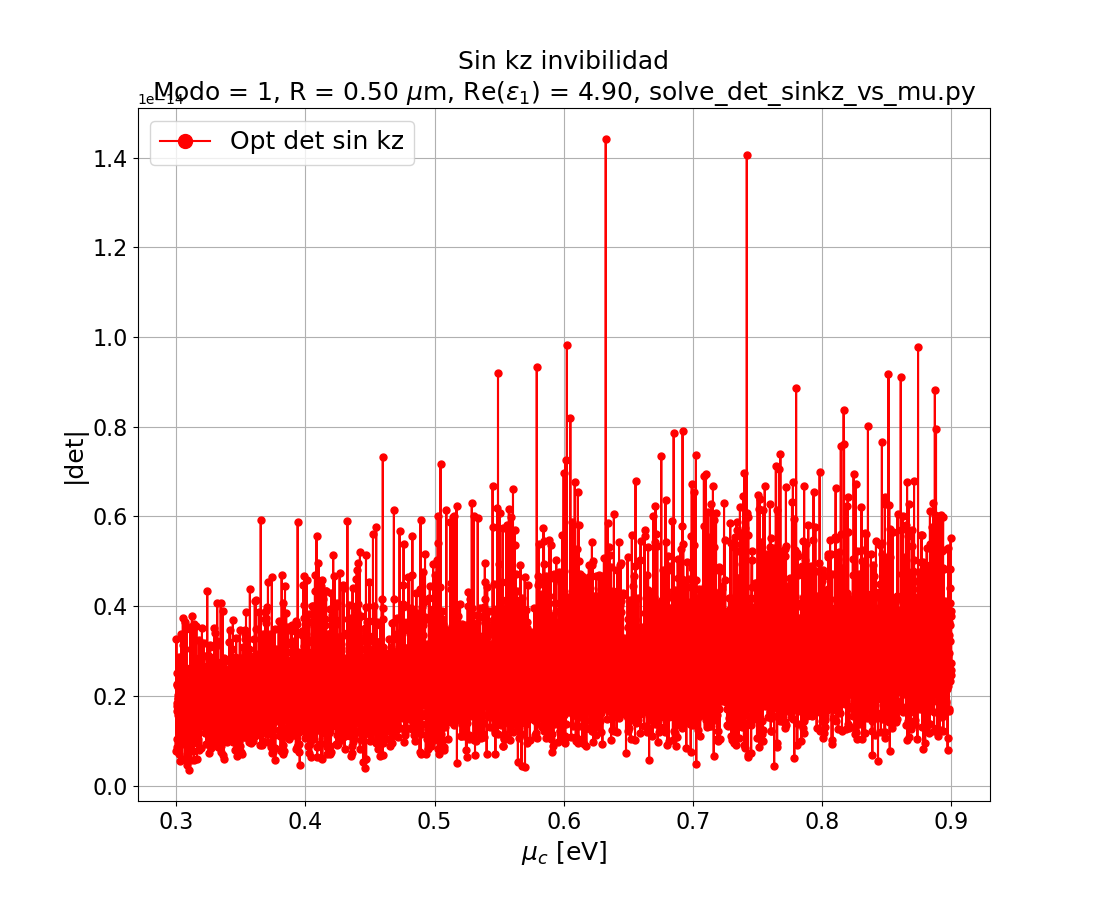 Sin kz invibilidad
Modo = 1, R = 0.50 μm, Re(ε₁) = 4.90, solve_det_sinkz_vs_mu.py
1e−14
Opt det sin kz
1.4
1.2
1.0
0.8
0.6
0.4
0.2
0.0
|det|
0.3 0.4 0.5 0.6 0.7 0.8 0.9
μc [eV]